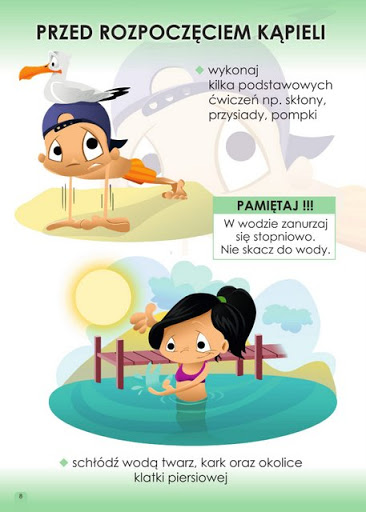 PRZED ROZPOCZĘCIEM KĄPIELI
wykonaj
kilka podstawowych
ćwiczeń np. skłony,
przysiady, pompki
PAMIĘTAJ !!!
W wodzie zanurzaj
się stopniowo.
Nie skacz do wody.
schłódź wodą twarz, kark oraz okolice
klatki piersiowej
8